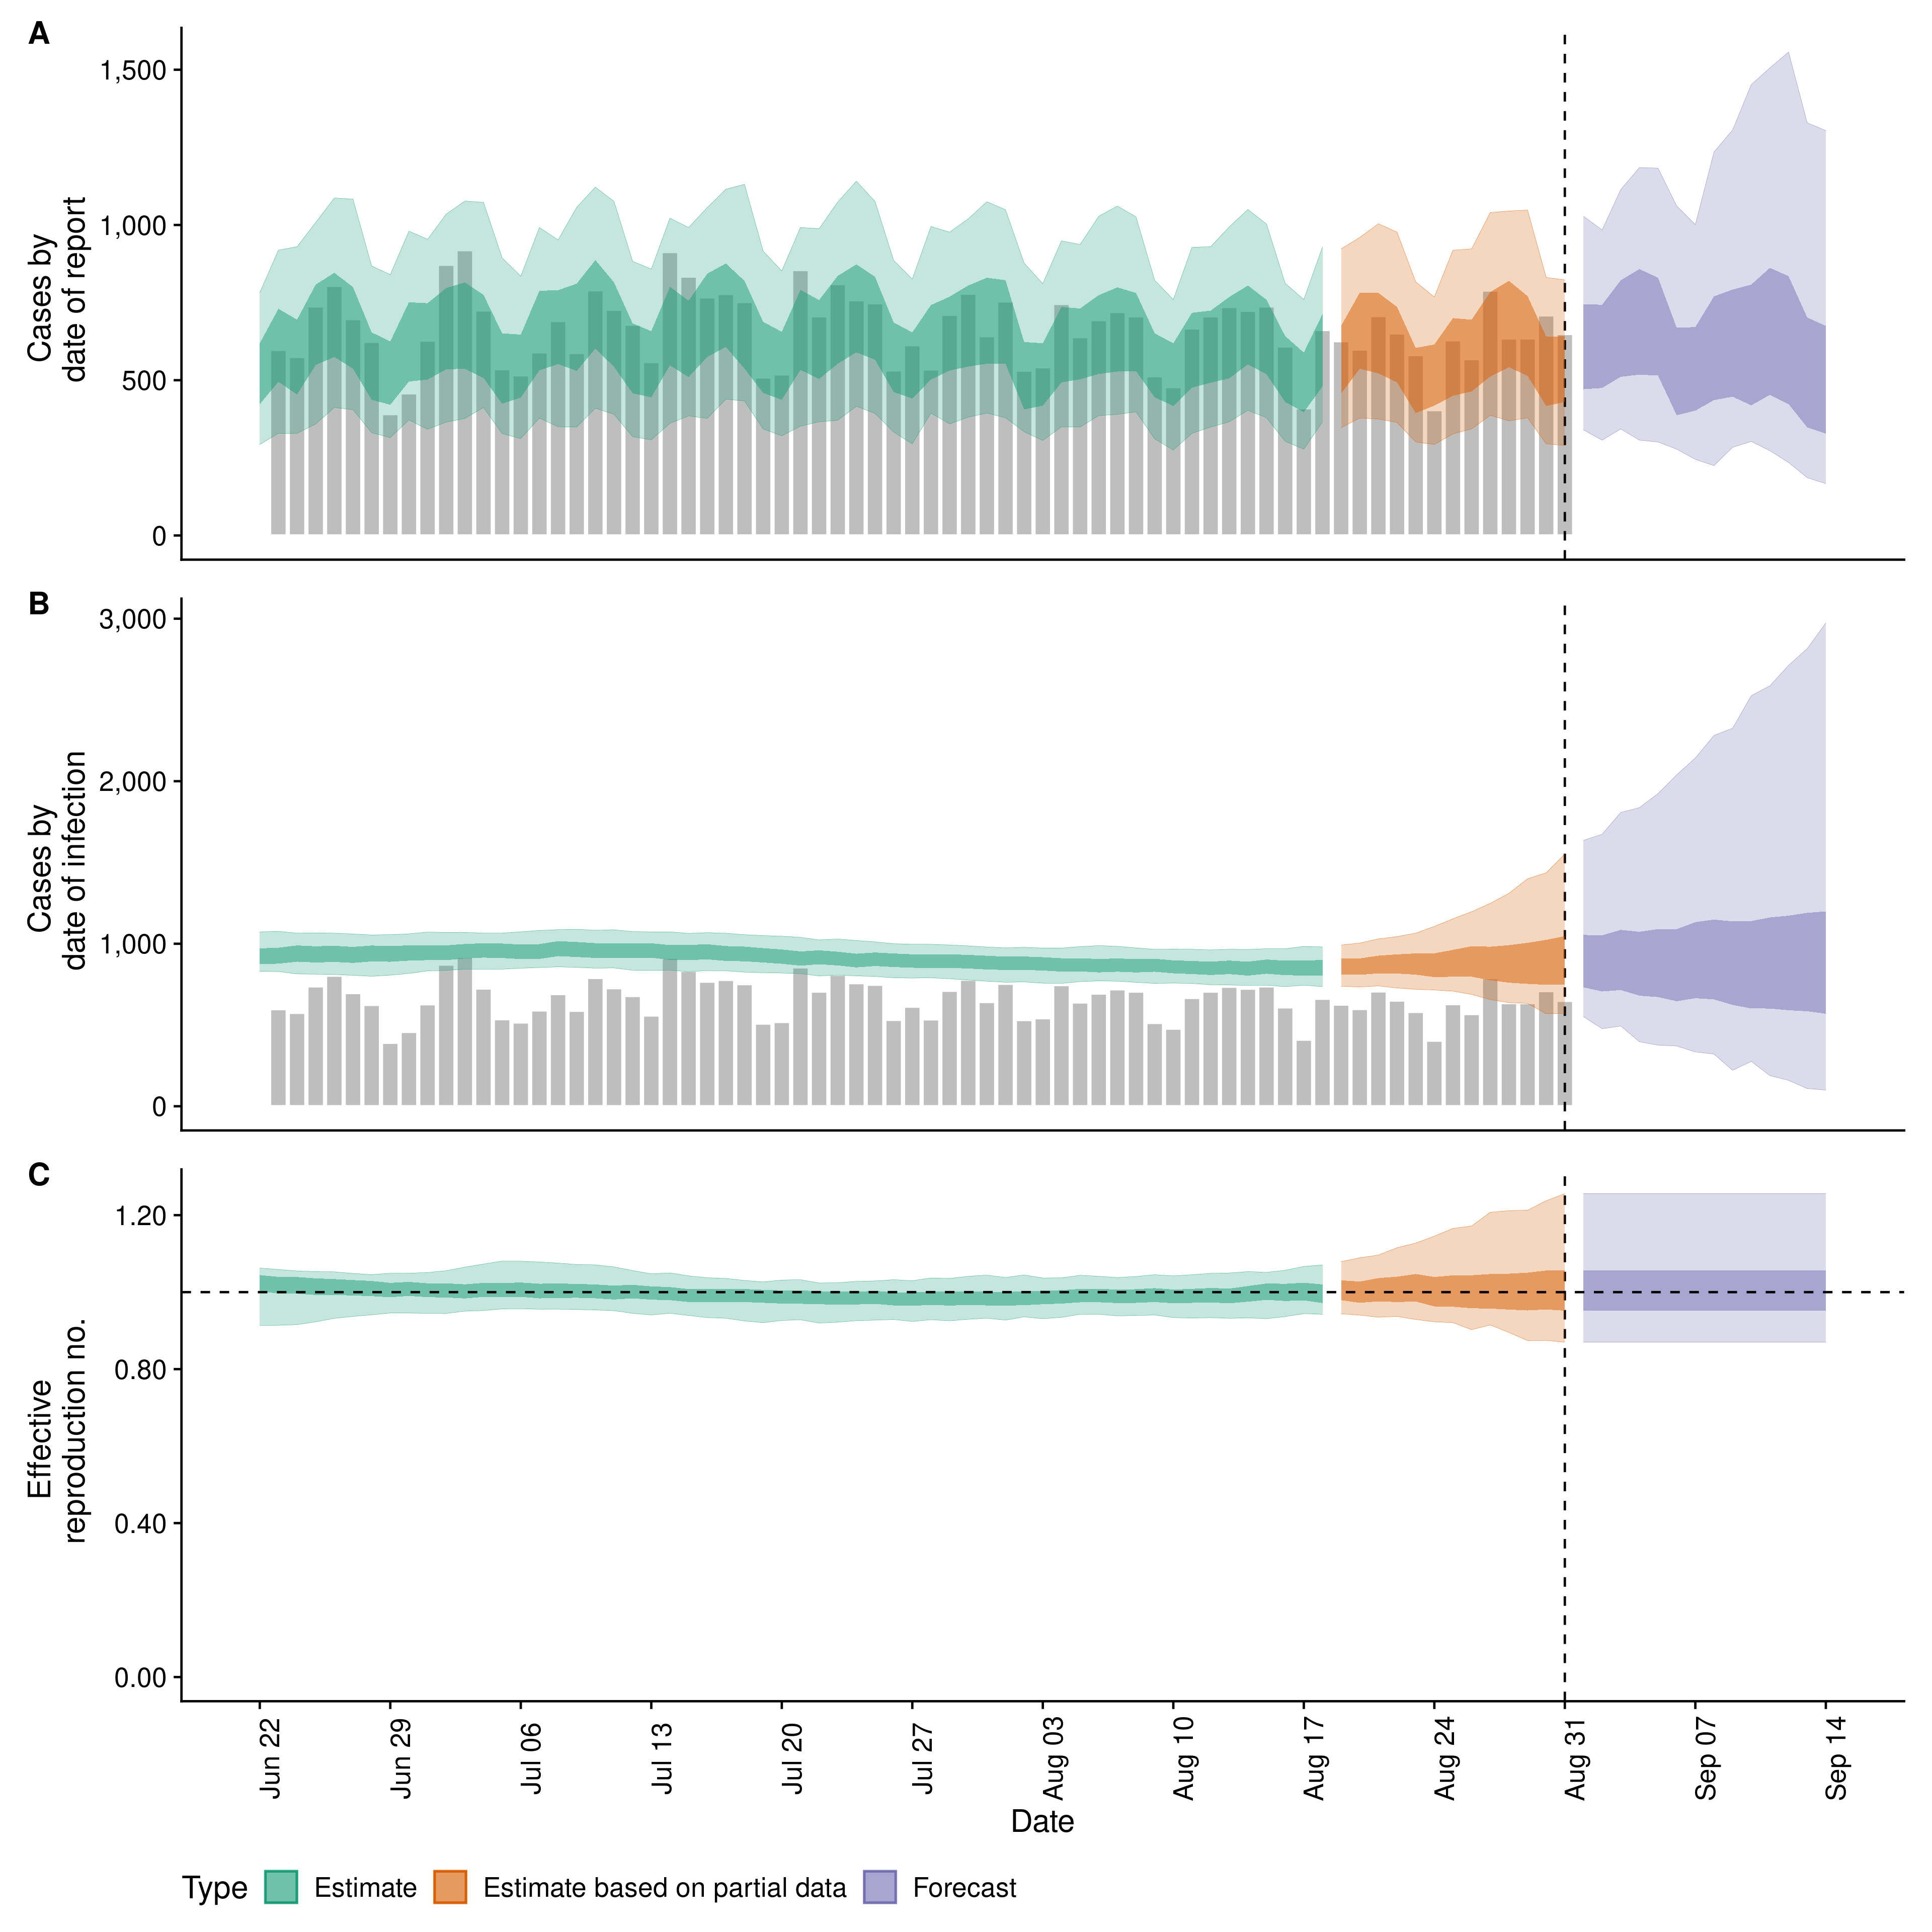 A
Cases by
date of report
1,500
1,000
500
0
B
Cases by
date of infection
3,000
2,000
1,000
0
C
Effective
reproduction no.
1.20
0.80
0.40
0.00
Jun 22
Jun 29
Jul 06
Jul 13
Jul 20
Jul 27
Aug 03
Aug 10
Aug 17
Aug 24
Aug 31
Sep 07
Sep 14
Date
Type Estimate Estimate based on partial data Forecast